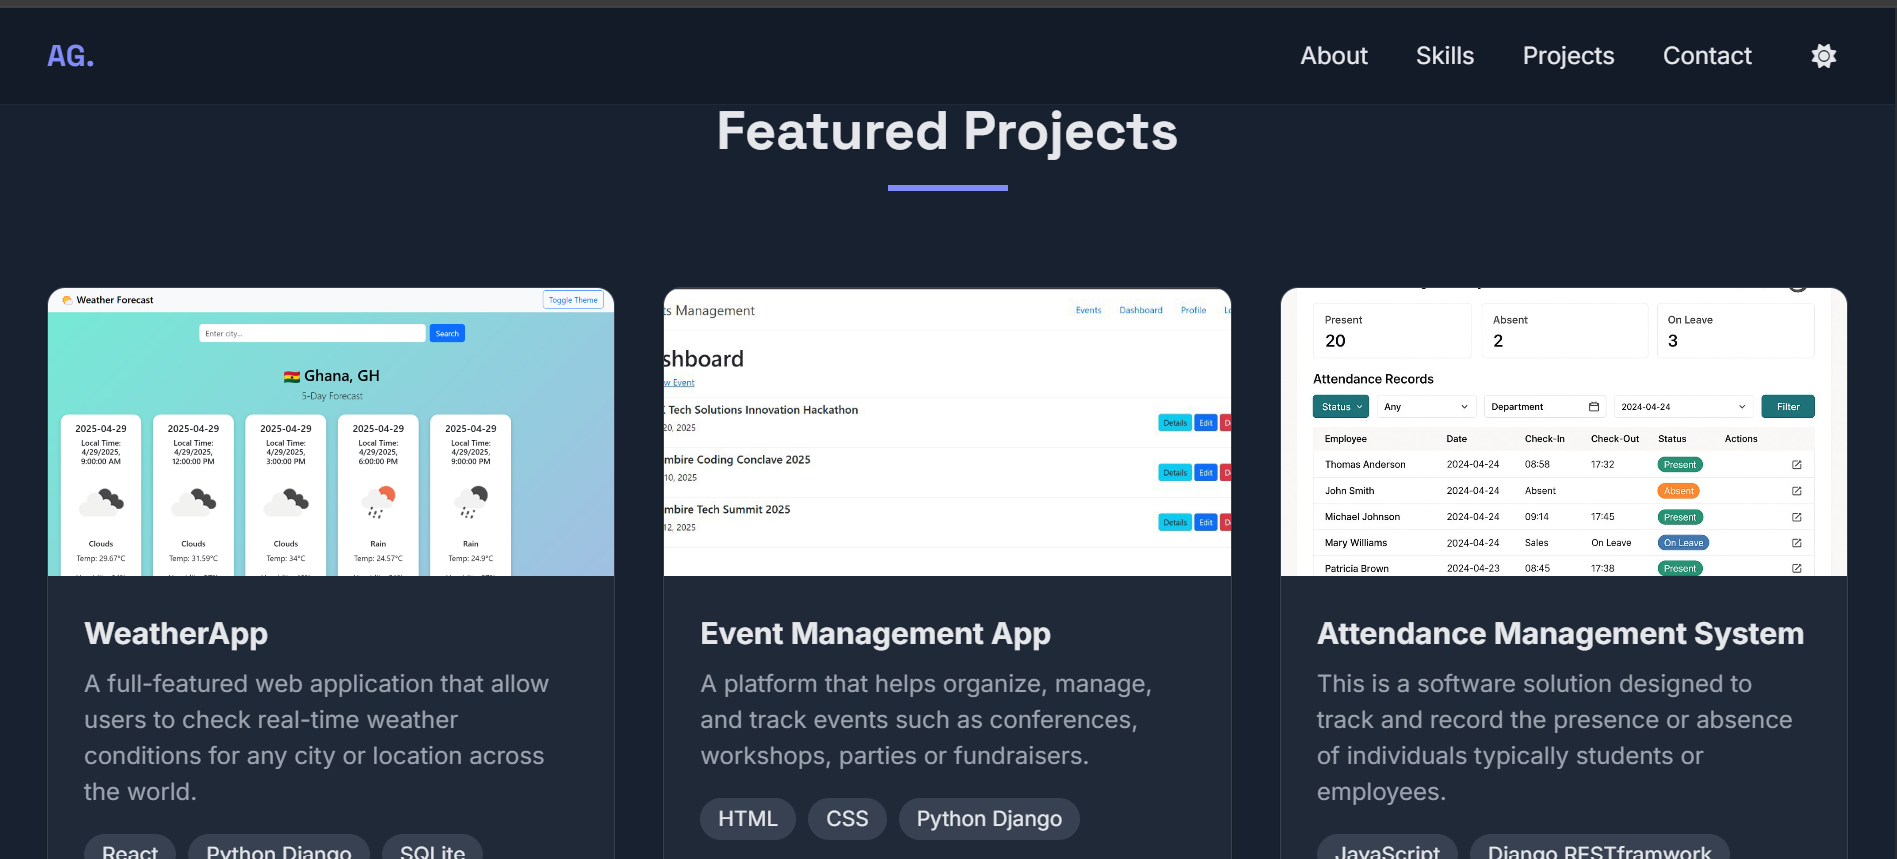 AG.
About Skills Projects Contact
Featured Projects
Weather Forecast
Toggle Theme
Enter city...
Search
Ghana, GH
5-Day Forecast
2025-04-29
Local Time:
4/29/2025,
9:00:00 AM
Clouds
Temp: 29.67°C
2025-04-29
Local Time:
4/29/2025,
12:00:00 PM
Clouds
Temp: 31.59°C
2025-04-29
Local Time:
4/29/2025,
3:00:00 PM
Clouds
Temp: 34°C
2025-04-29
Local Time:
4/29/2025,
6:00:00 PM
Rain
Temp: 24.57°C
2025-04-29
Local Time:
4/29/2025,
9:00:00 PM
Rain
Temp: 24.9°C
WeatherApp
A full-featured web application that allow
users to check real-time weather
conditions for any city or location across
the world.
React Python Django SQLite
ts Management
Events Dashboard Profile Lo
shboard
w Event
Tech Solutions Innovation Hackathon
20, 2025
Details Edit De
mbire Coding Conclave 2025
10, 2025
Details Edit De
mbire Tech Summit 2025
12, 2025
Details Edit De
Event Management App
A platform that helps organize, manage,
and track events such as conferences,
workshops, parties or fundraisers.
HTML CSS Python Django
Present
20
Absent
2
On Leave
3
Attendance Records
Status Any Department 2024-04-24 Filter
Employee Date Check-In Check-Out Status Actions
Thomas Anderson 2024-04-24 08:58 17:32 Present
John Smith 2024-04-24 Absent Absent
Michael Johnson 2024-04-24 09:14 17:45 Present
Mary Williams 2024-04-24 Sales On Leave On Leave
Patricia Brown 2024-04-23 08:45 17:38 Present
Attendance Management System
This is a software solution designed to
track and record the presence or absence
of individuals typically students or
employees.
JavaScript Django RESTframwork